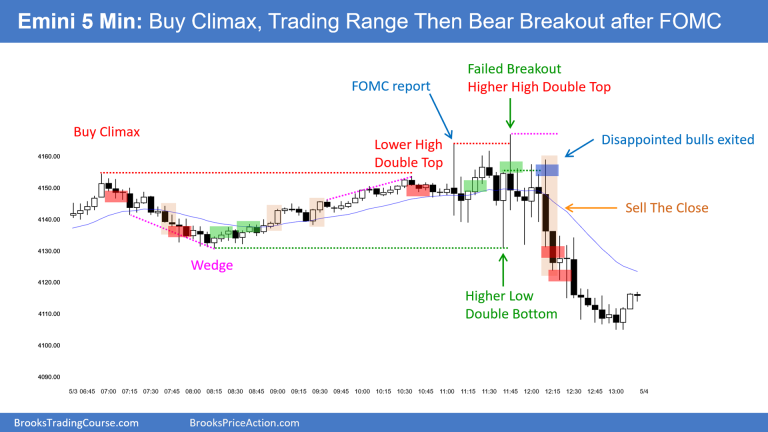 Emini 5 Min: Buy Climax, Trading Range Then Bear Breakout after FOMC
Failed Breakout
Higher High Double Top
FOMC report
Buy Climax
Lower High
Double Top
Disappointed bulls exited
Sell The Close
Wedge
Higher Low
Double Bottom
4160.00
4150.00
4140.00
4130.00
4120.00
4110.00
4100.00
4090.00
5/3 06:45 07:00 07:15 07:30 07:45 08:00 08:15 08:30 08:45 09:00 09:15 09:30 09:45 10:00 10:15 10:30 10:45 11:00 11:15 11:30 11:45 12:00 12:15 12:30 12:45 13:00 5/4
BrooksTradingCourse.com BrooksPriceAction.com